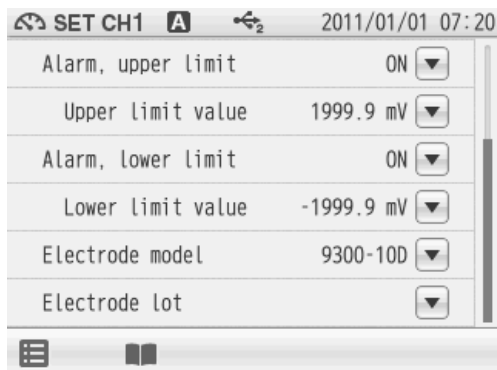 SET CH1 A 2 2011/01/01 07:20
Alarm, upper limit ON
Upper limit value 1999.9 mV
Alarm, lower limit ON
Lower limit value -1999.9 mV
Electrode model 9300-10D
Electrode lot